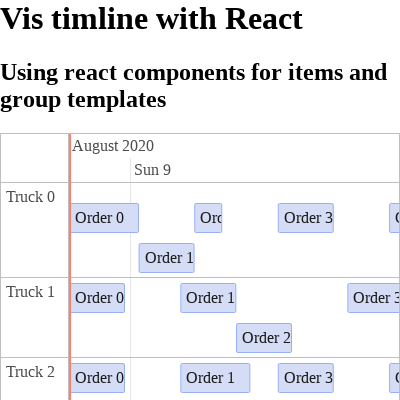 Vis timline with React
Using react components for items and
group templates
August 2020
Sun 9
Truck 0
Order 0
Order 3
Order 1
Truck 1
Order 0
Order 1
Order 3
Order 2
Truck 2
Order 0
Order 1
Order 3